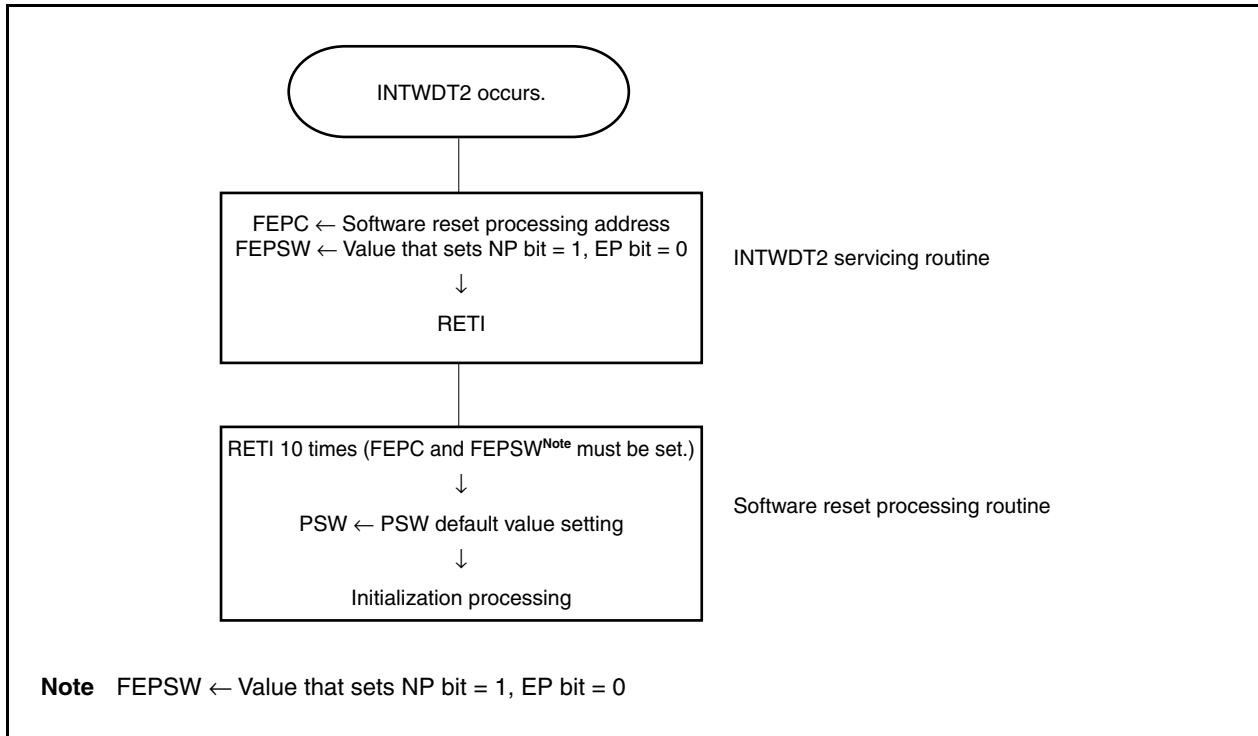 INTWDT2 occurs.
FEPC ← Software reset processing address
FEPSW ← Value that sets NP bit = 1, EP bit = 0
↓
RETI
INTWDT2 servicing routine
RETI 10 times (FEPC and FEPSWNote must be set.)
↓
PSW ← PSW default value setting
↓
Initialization processing
Software reset processing routine
Note FEPSW ← Value that sets NP bit = 1, EP bit = 0